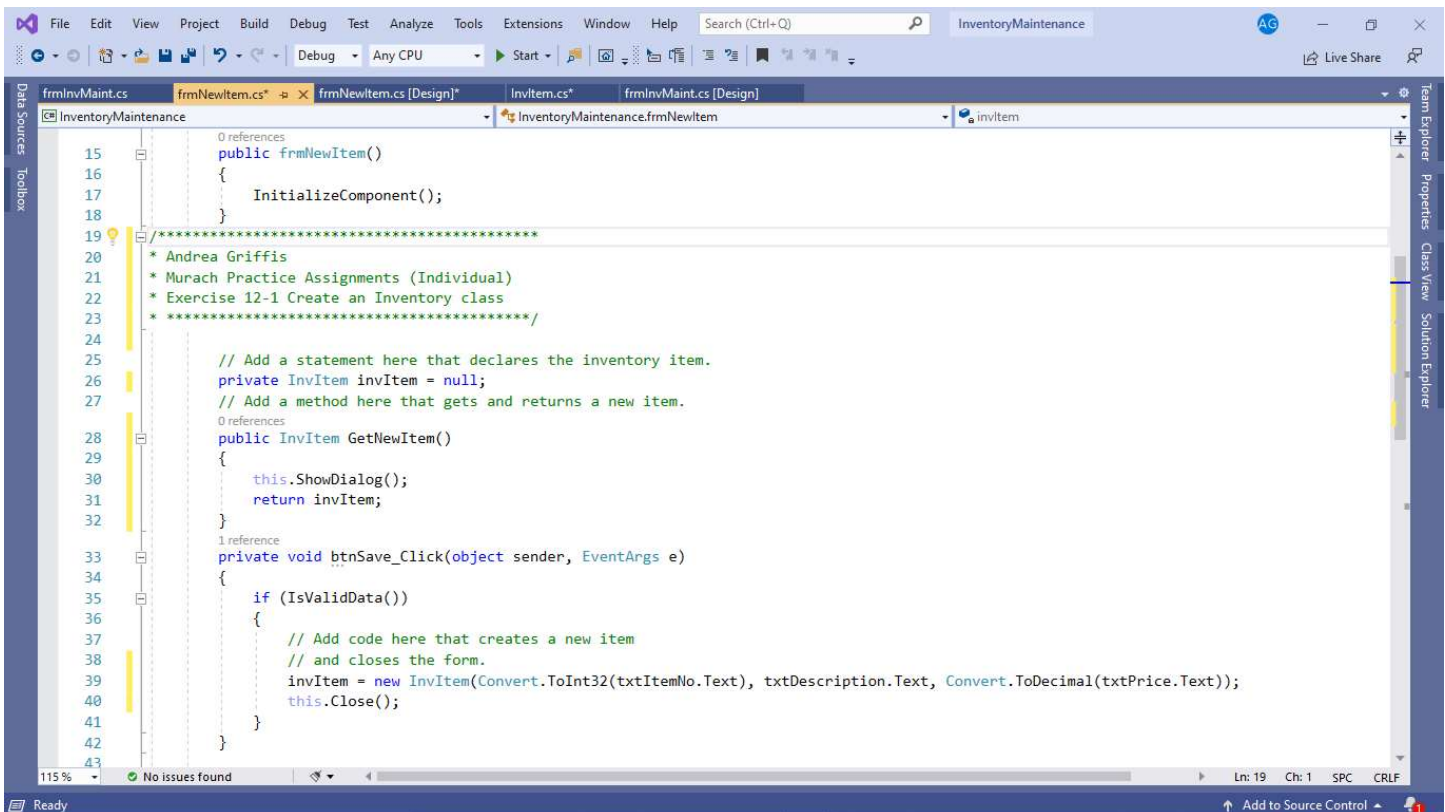 File Edit View Project Build Debug Test Analyze Tools Extensions Window Help Search (Ctrl+Q) InventoryMaintenance AG
Debug Any CPU Start Live Share
frmInvMaint.cs frmNewItem.cs* frmNewItem.cs [Design]* InvItem.cs* frmInvMaint.cs [Design]
InventoryMaintenance InventoryMaintenance.frmNewItem invItem
Data Sources Toolbox
0 references
15 public frmNewItem()
16 {
17 InitializeComponent();
18 }
19 /********************************************
20 * Andrea Griffis
21 * Murach Practice Assignments (Individual)
22 * Exercise 12-1 Create an Inventory class
23 * ******************************************/
24
25 // Add a statement here that declares the inventory item.
26 private InvItem invItem = null;
27 // Add a method here that gets and returns a new item.
0 references
28 public InvItem GetNewItem()
29 {
30 this.ShowDialog();
31 return invItem;
32 }
1 reference
33 private void btnSave_Click(object sender, EventArgs e)
34 {
35 if (IsValidData())
36 {
37 // Add code here that creates a new item
38 // and closes the form.
39 invItem = new InvItem(Convert.ToInt32(txtItemNo.Text), txtDescription.Text, Convert.ToDecimal(txtPrice.Text));
40 this.Close();
41 }
42 }
43
Team Explorer Properties Class View Solution Explorer
115 % No issues found Ln: 19 Ch: 1 SPC CRLF
Ready Add to Source Control 1